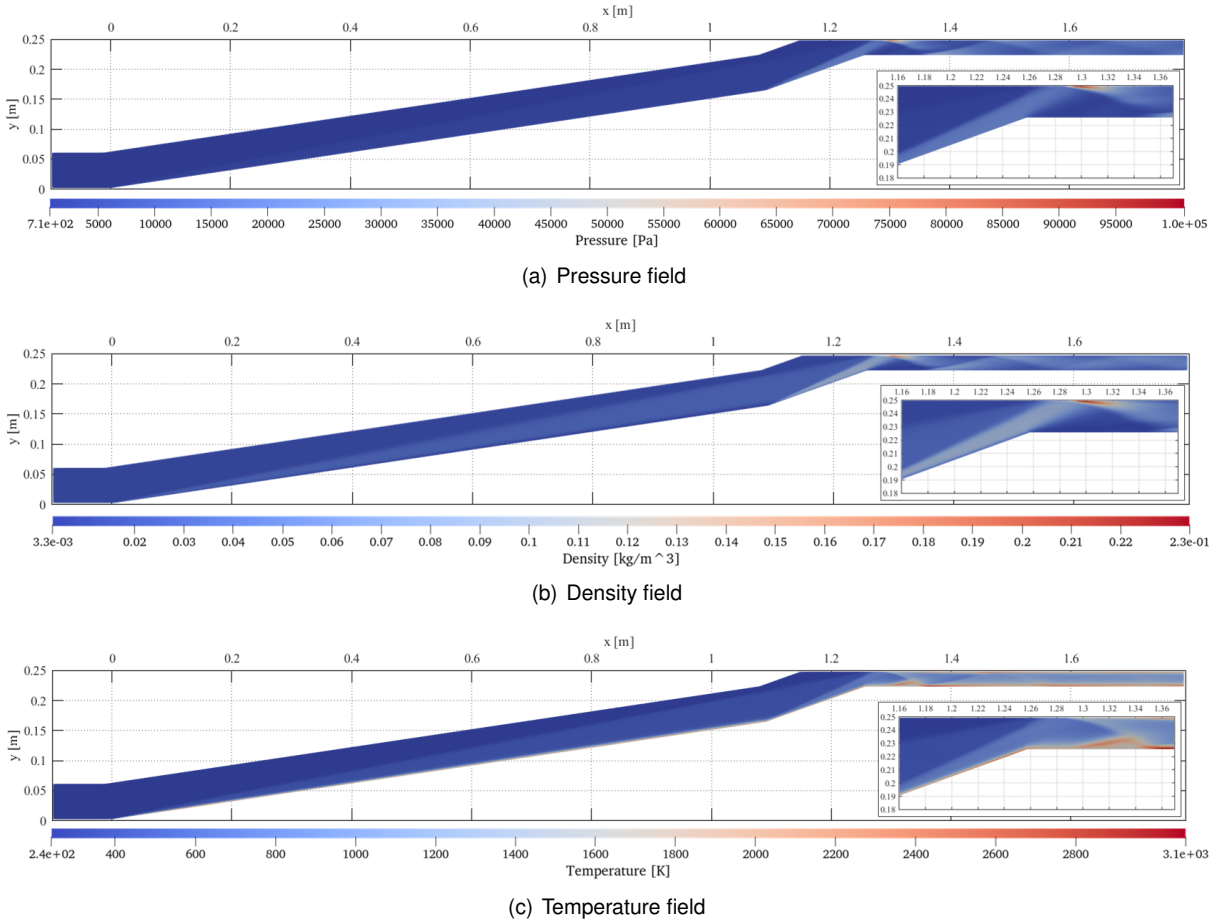 x [m]
0 0.2 0.4 0.6 0.8 1 1.2 1.4 1.6
0.25
0.2
0.15
0.1
0.05
0
y [m]
1.16 1.18 1.2 1.22 1.24 1.26 1.28 1.3 1.32 1.34 1.36
0.25
0.24
0.23
0.22
0.21
0.2
0.19
0.18
7.1e+02 5000 10000 15000 20000 25000 30000 35000 40000 45000 50000 55000 60000 65000 70000 75000 80000 85000 90000 95000 1.0e+05
Pressure [Pa]
(a) Pressure field
x [m]
0 0.2 0.4 0.6 0.8 1 1.2 1.4 1.6
0.25
0.2
0.15
0.1
0.05
0
y [m]
1.16 1.18 1.2 1.22 1.24 1.26 1.28 1.3 1.32 1.34 1.36
0.25
0.24
0.23
0.22
0.21
0.2
0.19
0.18
3.3e-03 0.02 0.03 0.04 0.05 0.06 0.07 0.08 0.09 0.1 0.11 0.12 0.13 0.14 0.15 0.16 0.17 0.18 0.19 0.2 0.21 0.22 2.3e-01
Density [kg/m^3]
(b) Density field
x [m]
0 0.2 0.4 0.6 0.8 1 1.2 1.4 1.6
0.25
0.2
0.15
0.1
0.05
0
y [m]
1.16 1.18 1.2 1.22 1.24 1.26 1.28 1.3 1.32 1.34 1.36
0.25
0.24
0.23
0.22
0.21
0.2
0.19
0.18
2.4e+02 400 600 800 1000 1200 1400 1600 1800 2000 2200 2400 2600 2800 3.1e+03
Temperature [K]
(c) Temperature field